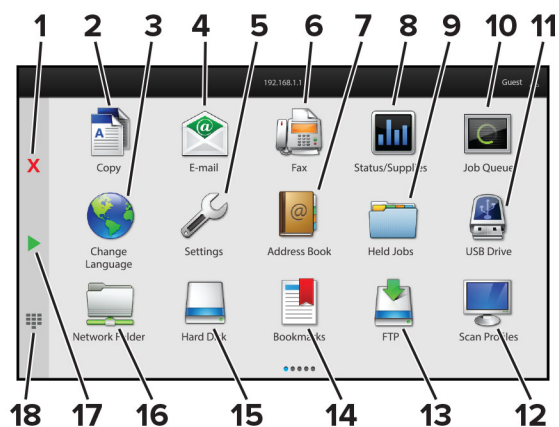 1 2 3 4 5 6 7 8 9 10 11
192.168.1.1
Guest
X
A
@
Copy E-mail Fax Status/Supplies Job Queue
@
Change Language Settings Address Book Held Jobs USB Drive
Network Folder Hard Disk Bookmarks FTP Scan Profiles
18 17 16 15 14 13 12